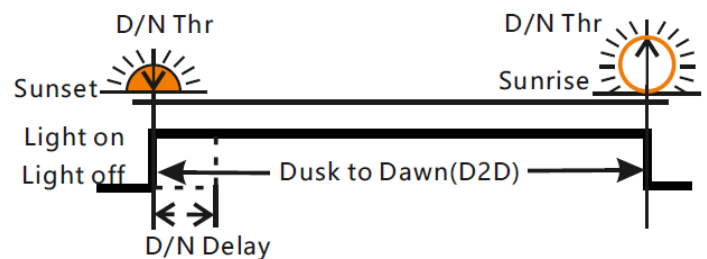 D/N Thr
D/N Thr
Sunset
Sunrise
Light on
Light off
Dusk to Dawn(D2D)
D/N Delay